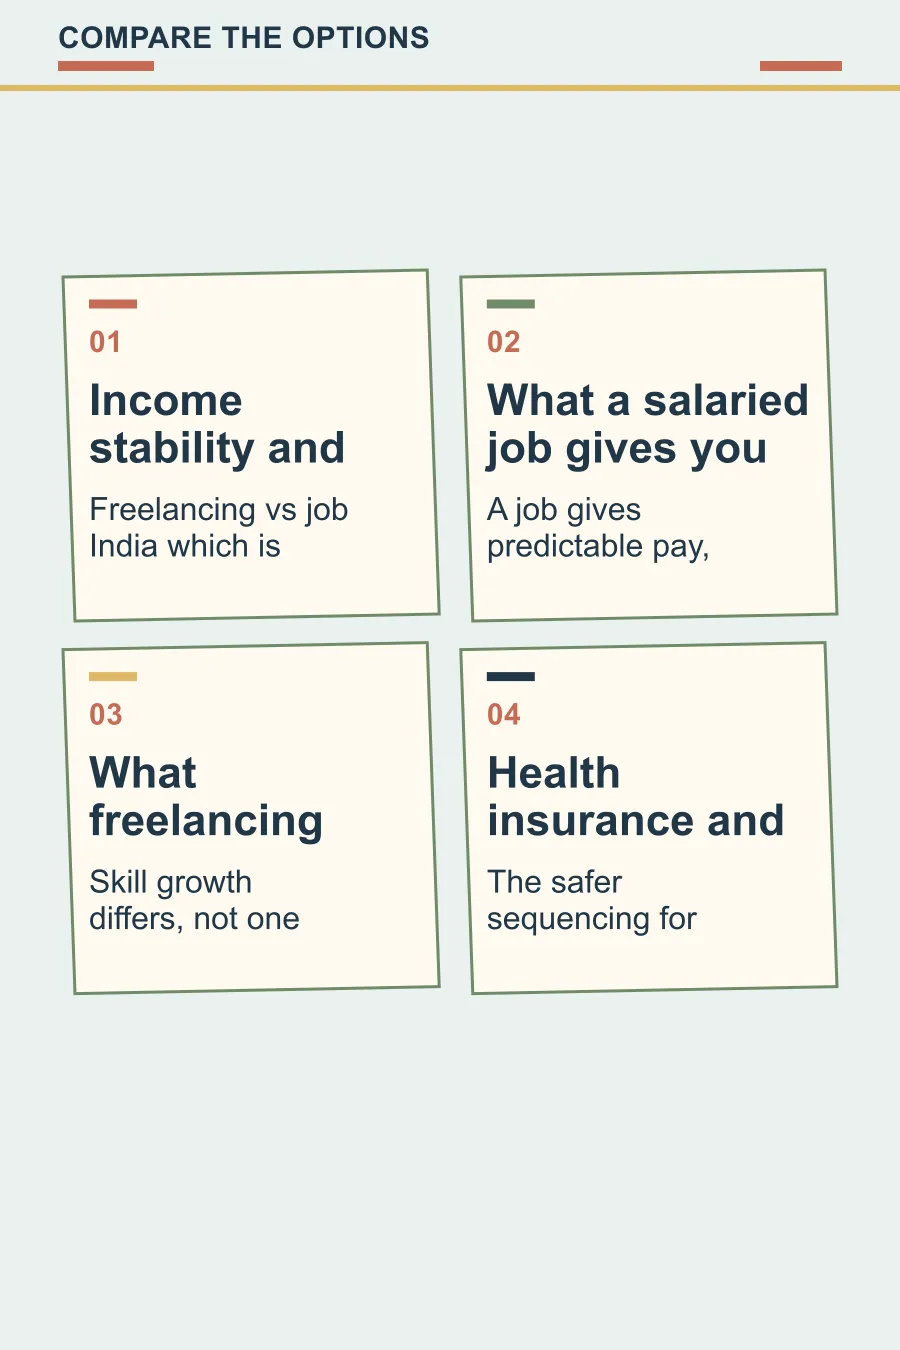 COMPARE THE OPTIONS
01
Income
stability and
Freelancing vs job
India which is
02
What a salaried
job gives you
A job gives
predictable pay,
03
What
freelancing
Skill growth
differs, not one
04
Health
insurance and
The safer
sequencing for